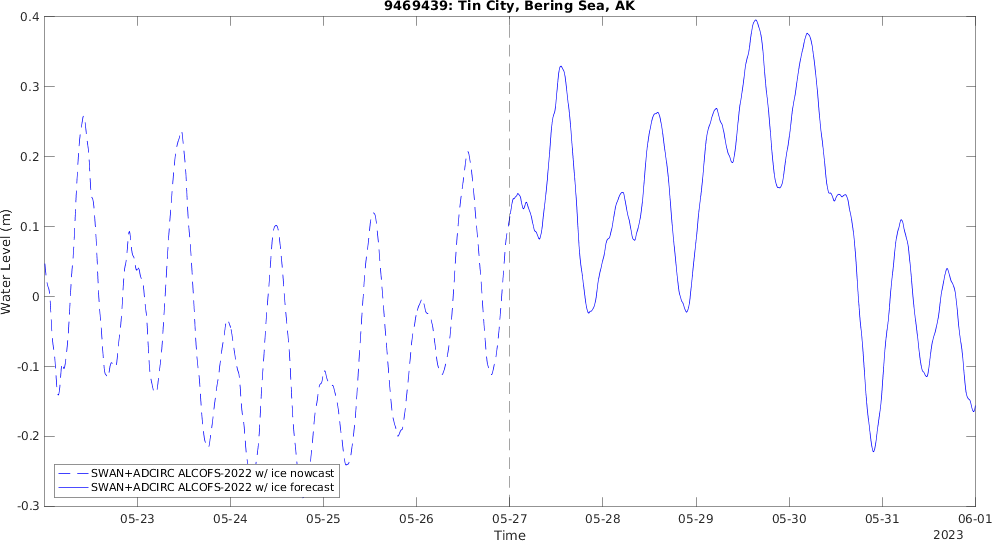 9469439: Tin City, Bering Sea, AK
Water Level (m)
0.4
0.3
0.2
0.1
0
-0.1
-0.2
-0.3
SWAN+ADCIRC ALCOFS-2022 w/ ice nowcast
SWAN+ADCIRC ALCOFS-2022 w/ ice forecast
05-23 05-24 05-25 05-26 05-27 05-28 05-29 05-30 05-31 06-01
Time
2023